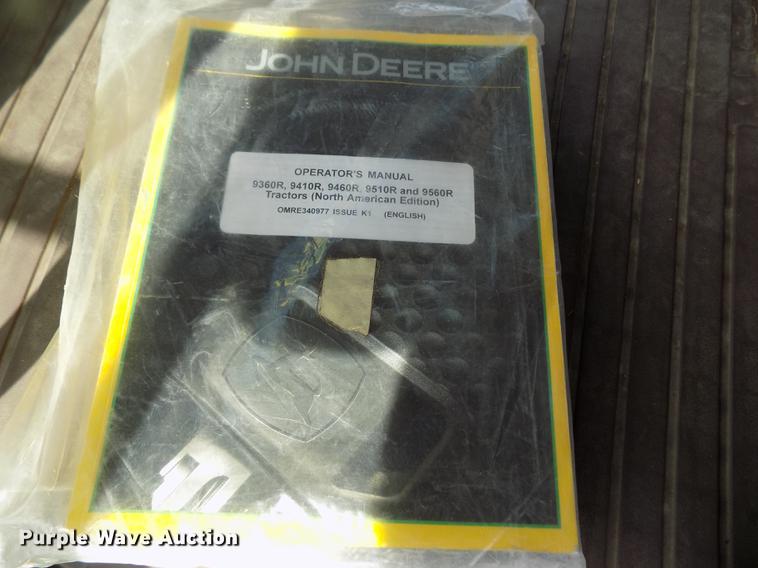 JOHN DEERE
OPERATOR'S MANUAL
9360R, 9410R, 9460R, 9510R and 9560R
Tractors (North American Edition)
OMRE340977 ISSUE K1 (ENGLISH)
Purple Wave Auction